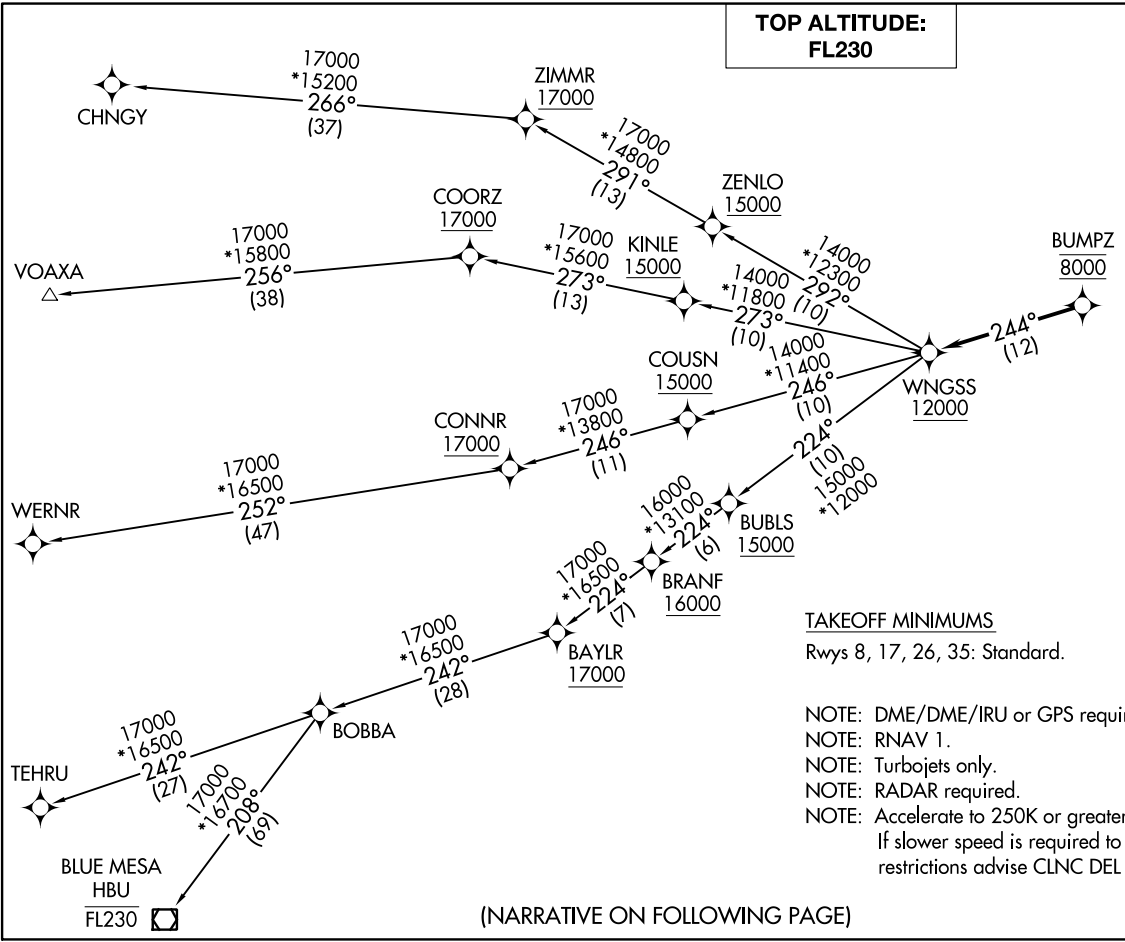 TOP ALTITUDE:
FL230
17000
*15200
266°
(37)
CHNGY
ZIMMR
17000
17000
*14800
291°
(13)
ZENLO
15000
14000
*12300
292°
(10)
BUMPZ
8000
244°
(12)
WNGSS
12000
COORZ
17000
17000
*15800
256°
(38)
VOAXA
17000
*15600
273°
(13)
KINLE
15000
14000
*11800
273°
(10)
14000
*11400
246°
(10)
COUSN
15000
17000
*13800
246°
(11)
CONNR
17000
17000
*16500
252°
(47)
WERNR
224°
(10)
15000
*12000
BUBLS
15000
16000
*13100
224°
(6)
BRANF
16000
17000
*16500
224°
(7)
BAYLR
17000
17000
*16500
242°
(28)
BOBBA
17000
*16500
242°
(27)
TEHRU
17000
*16700
208°
(69)
BLUE MESA
HBU
FL230
TAKEOFF MINIMUMS
Rwys 8, 17, 26, 35: Standard.
NOTE: DME/DME/IRU or GPS requi
NOTE: RNAV 1.
NOTE: Turbojets only.
NOTE: RADAR required.
NOTE: Accelerate to 250K or greater
If slower speed is required to
restrictions advise CLNC DEL
(NARRATIVE ON FOLLOWING PAGE)